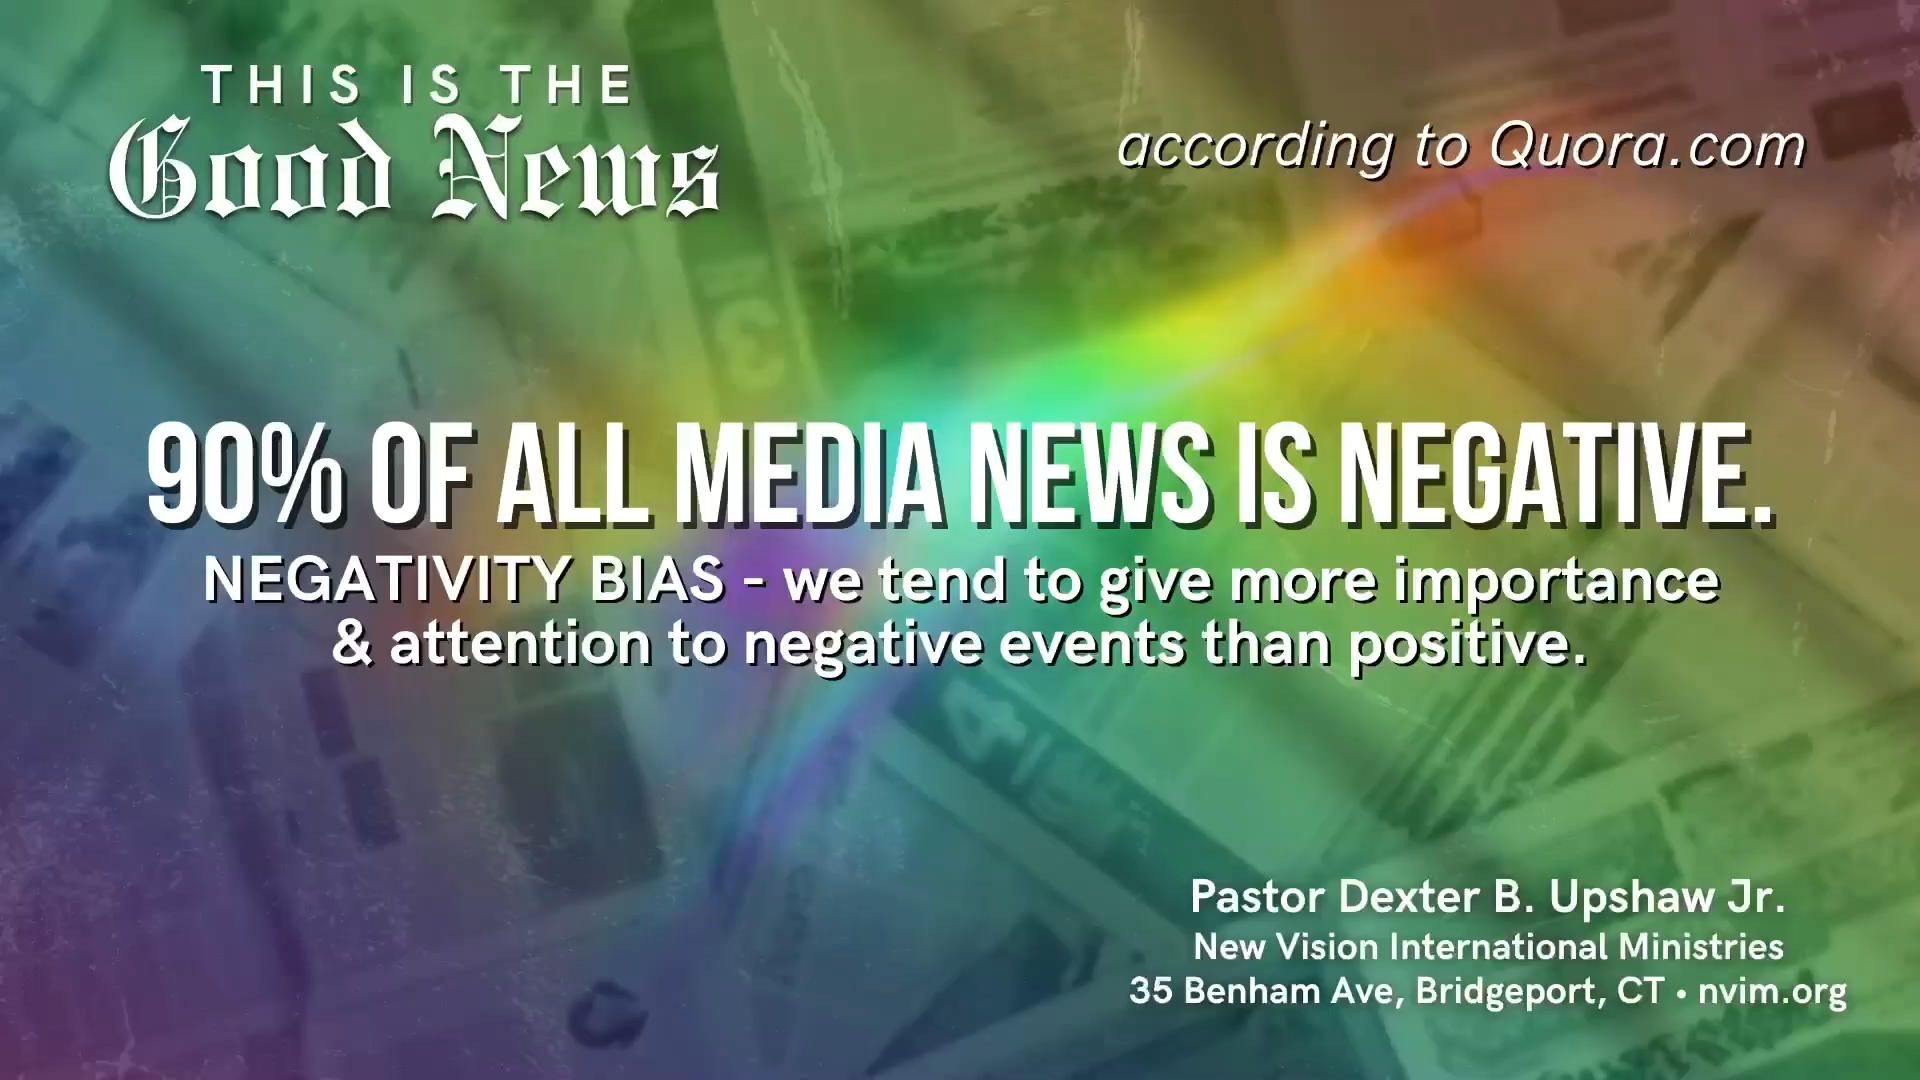 THIS IS THE
Good News
according to Quora.com
90% OF ALL MEDIA NEWS IS NEGATIVE.
NEGATIVITY BIAS - we tend to give more importance
& attention to negative events than positive.
Pastor Dexter B. Upshaw Jr.
New Vision International Ministries
35 Benham Ave, Bridgeport, CT • nvim.org